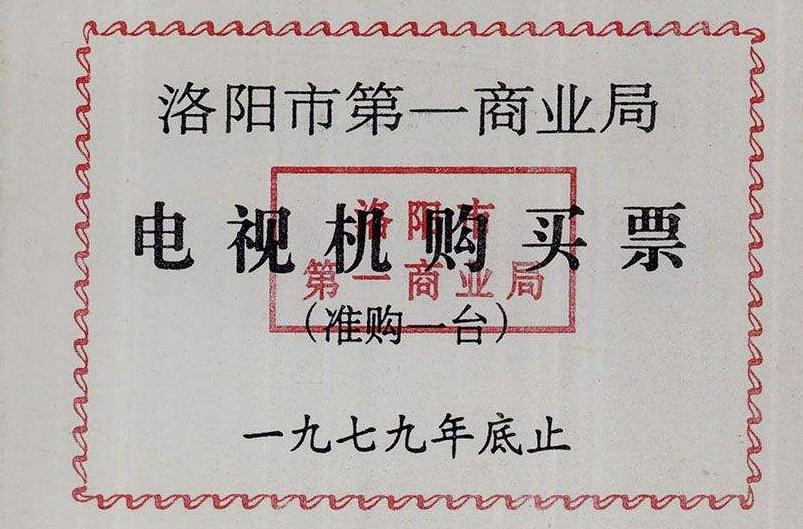 洛阳市第一商业局
电视机购买票
洛阳市
第一商业局
（准购一台）
一九七九年底止